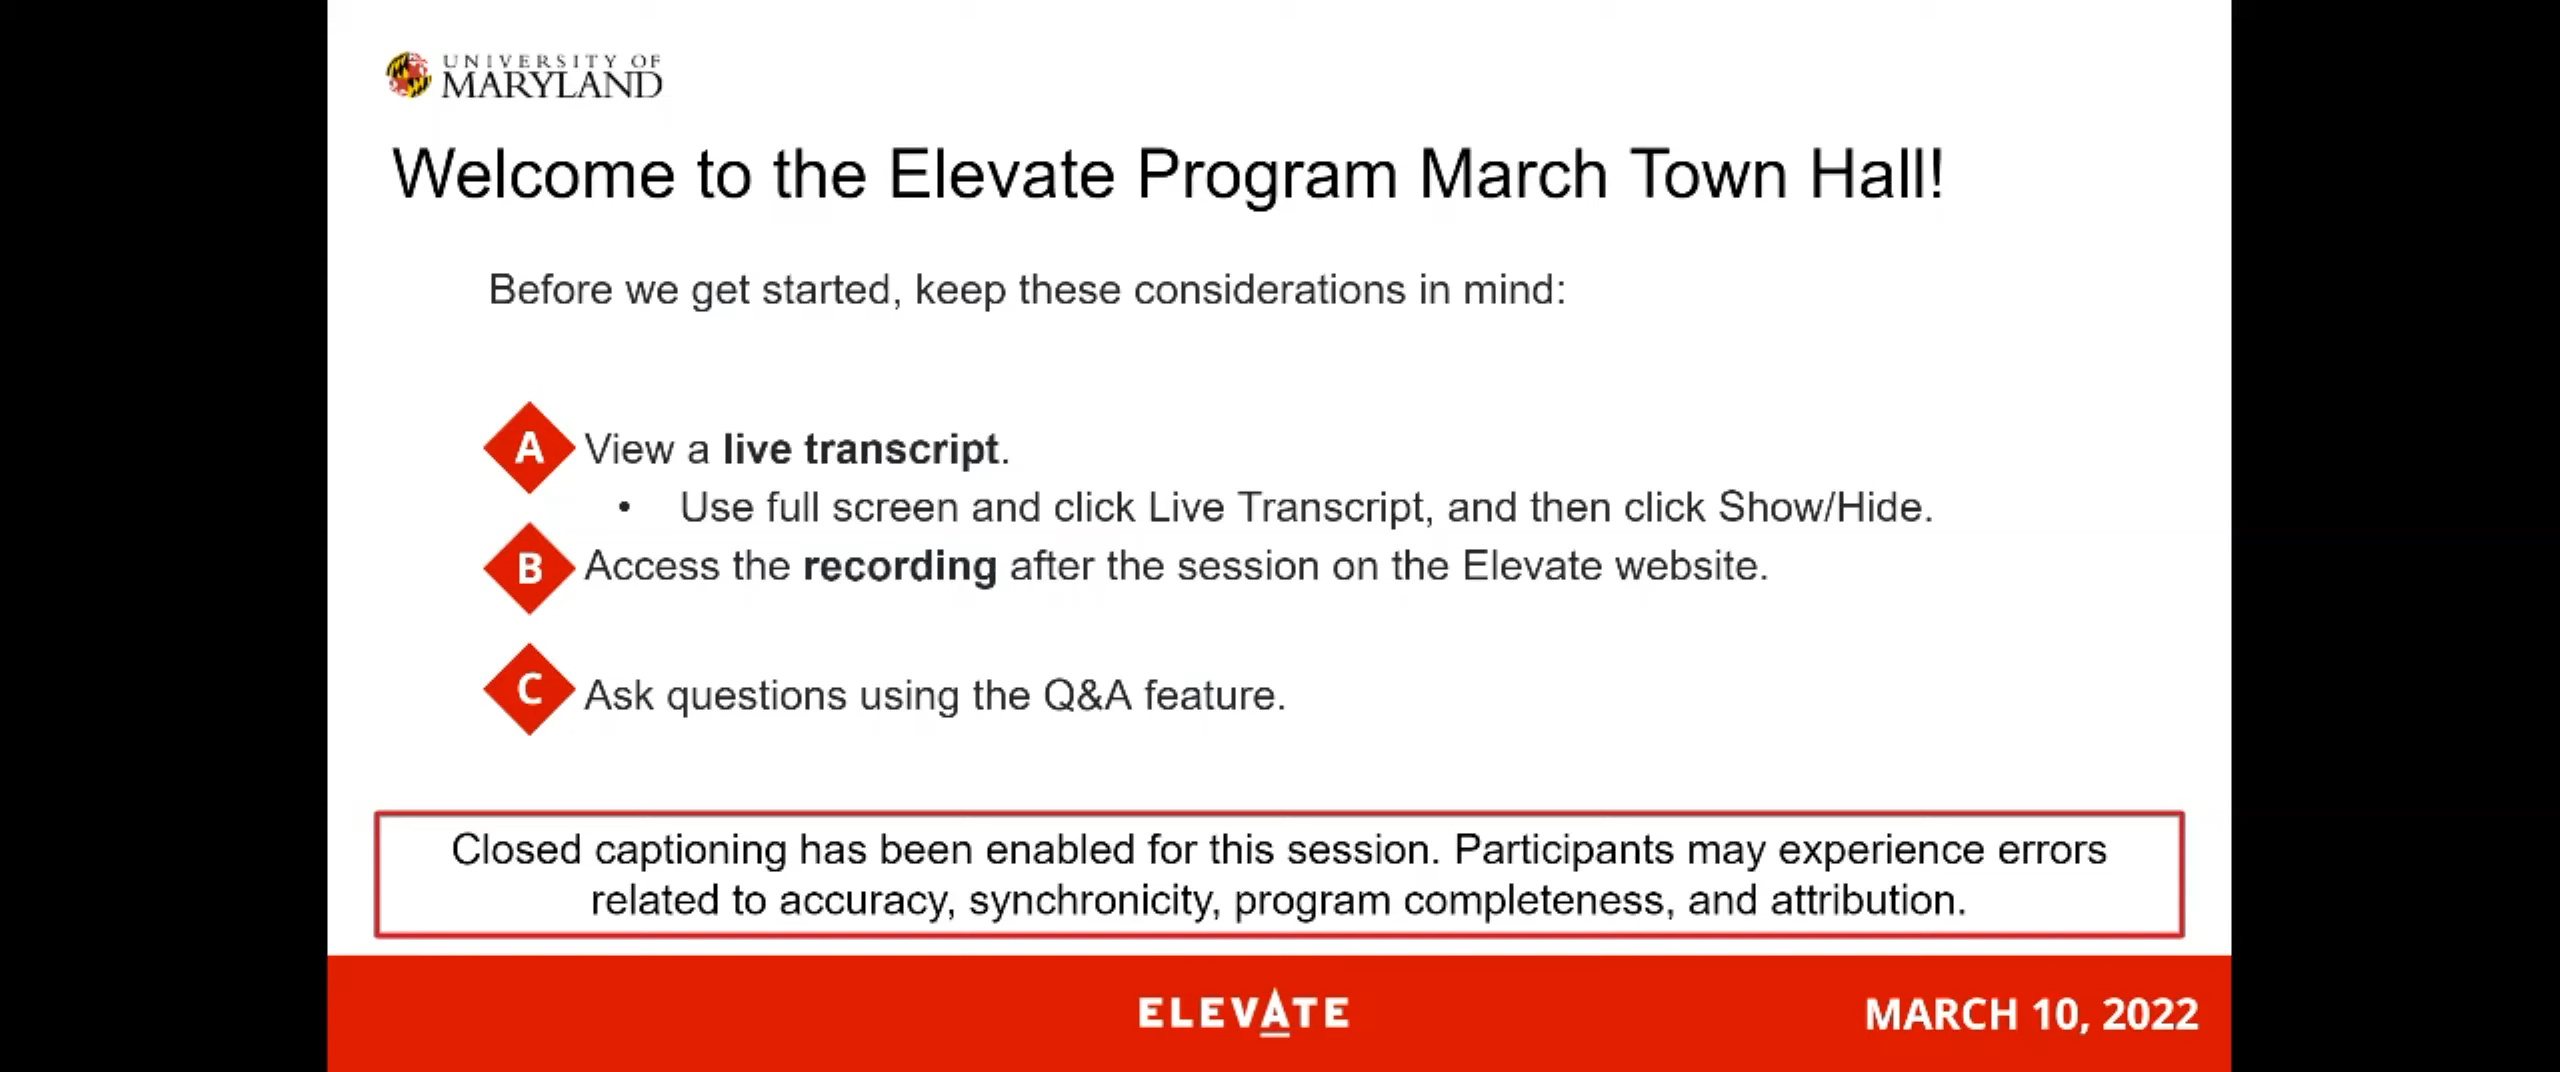 UNIVERSITY OF
MARYLAND
Welcome to the Elevate Program March Town Hall!
Before we get started, keep these considerations in mind:
A View a live transcript.
• Use full screen and click Live Transcript, and then click Show/Hide.
B Access the recording after the session on the Elevate website.
C Ask questions using the Q&A feature.
Closed captioning has been enabled for this session. Participants may experience errors
related to accuracy, synchronicity, program completeness, and attribution.
ELEVATE
MARCH 10, 2022